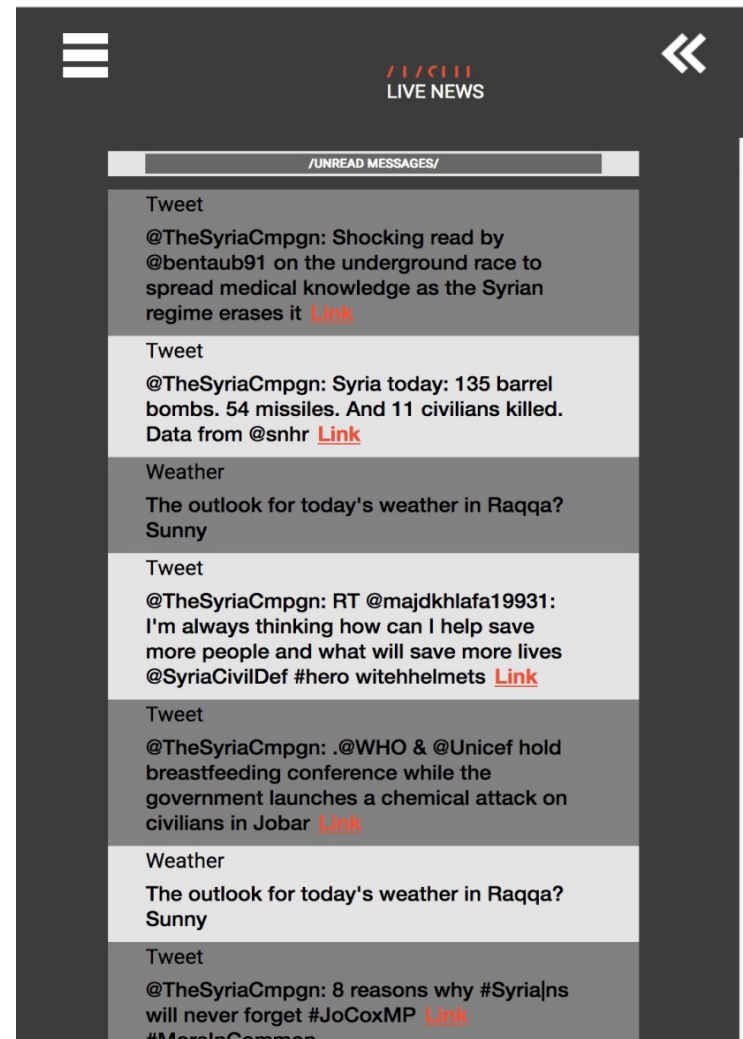 LIVE NEWS
/UNREAD MESSAGES/
Tweet
@TheSyriaCmpgn: Shocking read by
@bentaub91 on the underground race to
spread medical knowledge as the Syrian
regime erases it Link
Tweet
@TheSyriaCmpgn: Syria today: 135 barrel
bombs. 54 missiles. And 11 civilians killed.
Data from @snhr Link
Weather
The outlook for today's weather in Raqqa?
Sunny
Tweet
@TheSyriaCmpgn: RT @majdkhlafa19931:
I'm always thinking how can I help save
more people and what will save more lives
@SyriaCivilDef #hero witehhelmets Link
Tweet
@TheSyriaCmpgn: .@WHO & @Unicef hold
breastfeeding conference while the
government launches a chemical attack on
civilians in Jobar Link
Weather
The outlook for today's weather in Raqqa?
Sunny
Tweet
@TheSyriaCmpgn: 8 reasons why #Syria|ns
will never forget #JoCoxMP Link
#MoreInCommon